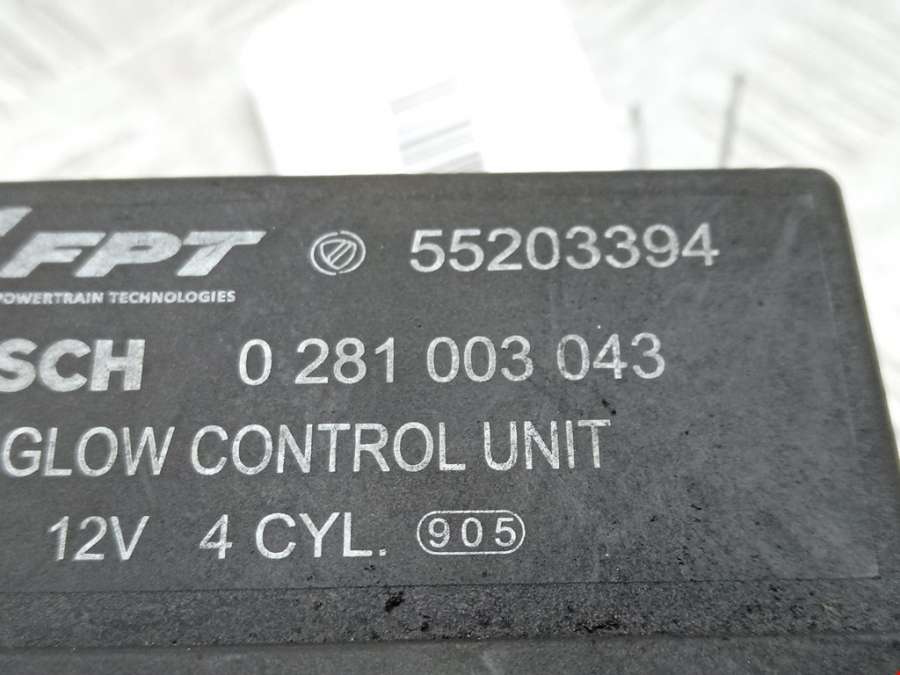 FPT 55203394
POWERTRAIN TECHNOLOGIES
SCH 0 281 003 043
GLOW CONTROL UNIT
12V 4 CYL. 905